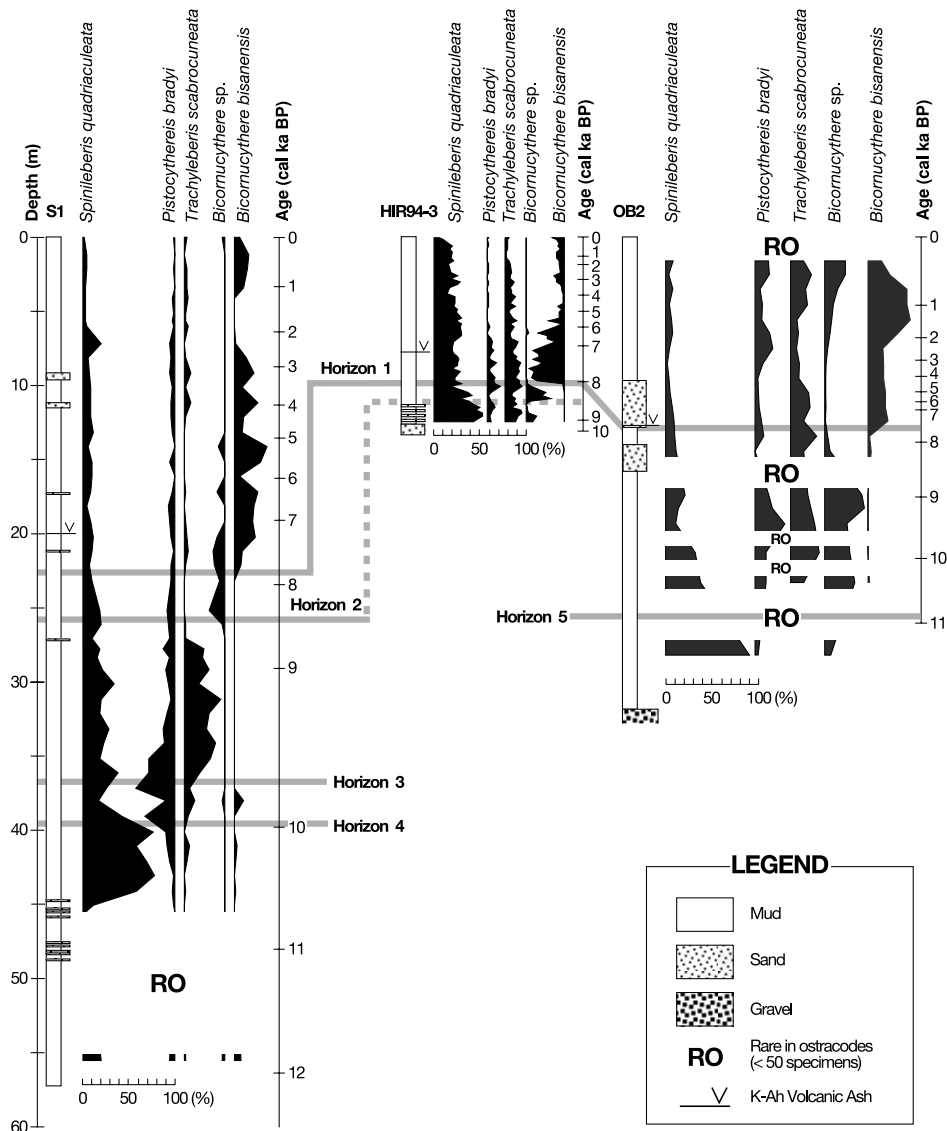 Depth (m)
S1
Spinileberis quadriaculeata
Pistocythereis bradyi
Trachyleberis scabrocuneata
Bicornucythere sp.
Bicornucythere bisanensis
Age (cal ka BP)
HIR94-3
Spinileberis quadriaculeata
Pistocythereis bradyi
Trachyleberis scabrocuneata
Bicornucythere sp.
Bicornucythere bisanensis
Age (cal ka BP)
OB2
Spinileberis quadriaculeata
Pistocythereis bradyi
Trachyleberis scabrocuneata
Bicornucythere sp.
Bicornucythere bisanensis
Age (cal ka BP)
0
10
20
30
40
50
60
0
1
2
3
4
5
6
7
8
9
10
11
12
0 50 100 (%)
RO
Horizon 1
Horizon 2
Horizon 3
Horizon 4
Horizon 5
0
1
2
3
4
5
6
7
8
9
10
0 50 100 (%)
RO
RO
RO
RO
RO
0
1
2
3
4
5
6
7
8
9
10
11
0 50 100 (%)
LEGEND
Mud
Sand
Gravel
RO Rare in ostracodes
(< 50 specimens)
K-Ah Volcanic Ash